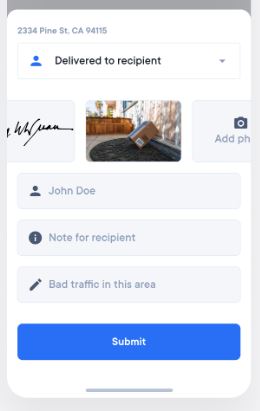 2334 Pine St. CA 94115
Delivered to recipient
Add ph
John Doe
Note for recipient
Bad traffic in this area
Submit